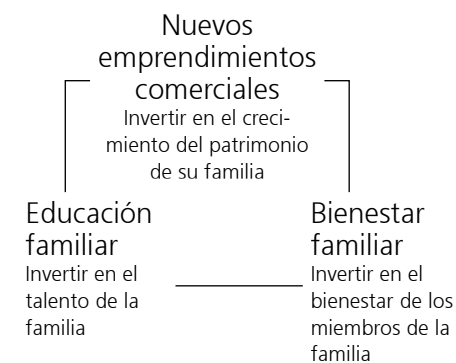 Nuevos
emprendimientos
comerciales
Invertir en el creci-
miento del patrimonio
de su familia
Educación
familiar
Invertir en el
talento de la
familia
Bienestar
familiar
Invertir en el
bienestar de los
miembros de la
familia